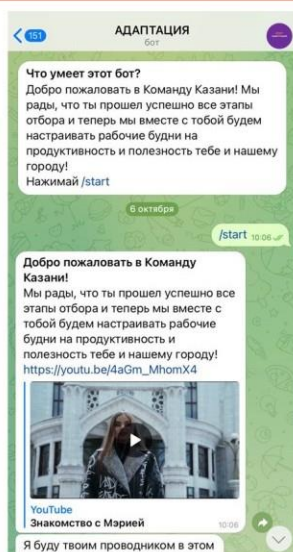 151
АДАПТАЦИЯ
бот
Что умеет этот бот?
Добро пожаловать в Команду Казани! Мы
рады, что ты прошел успешно все этапы
отбора и теперь мы вместе с тобой будем
настраивать рабочие будни на
продуктивность и полезность тебе и нашему
городу!
Нажимай /start
6 октября
/start 10:06
Добро пожаловать в Команду
Казани!
Мы рады, что ты прошел успешно все
этапы отбора и теперь мы вместе с
тобой будем настраивать рабочие
будни на продуктивность и
полезность тебе и нашему городу!
https://youtu.be/4aGm_MhomX4
YouTube
Знакомство с Мэрией 10:06
Я буду твоим проводником в этом